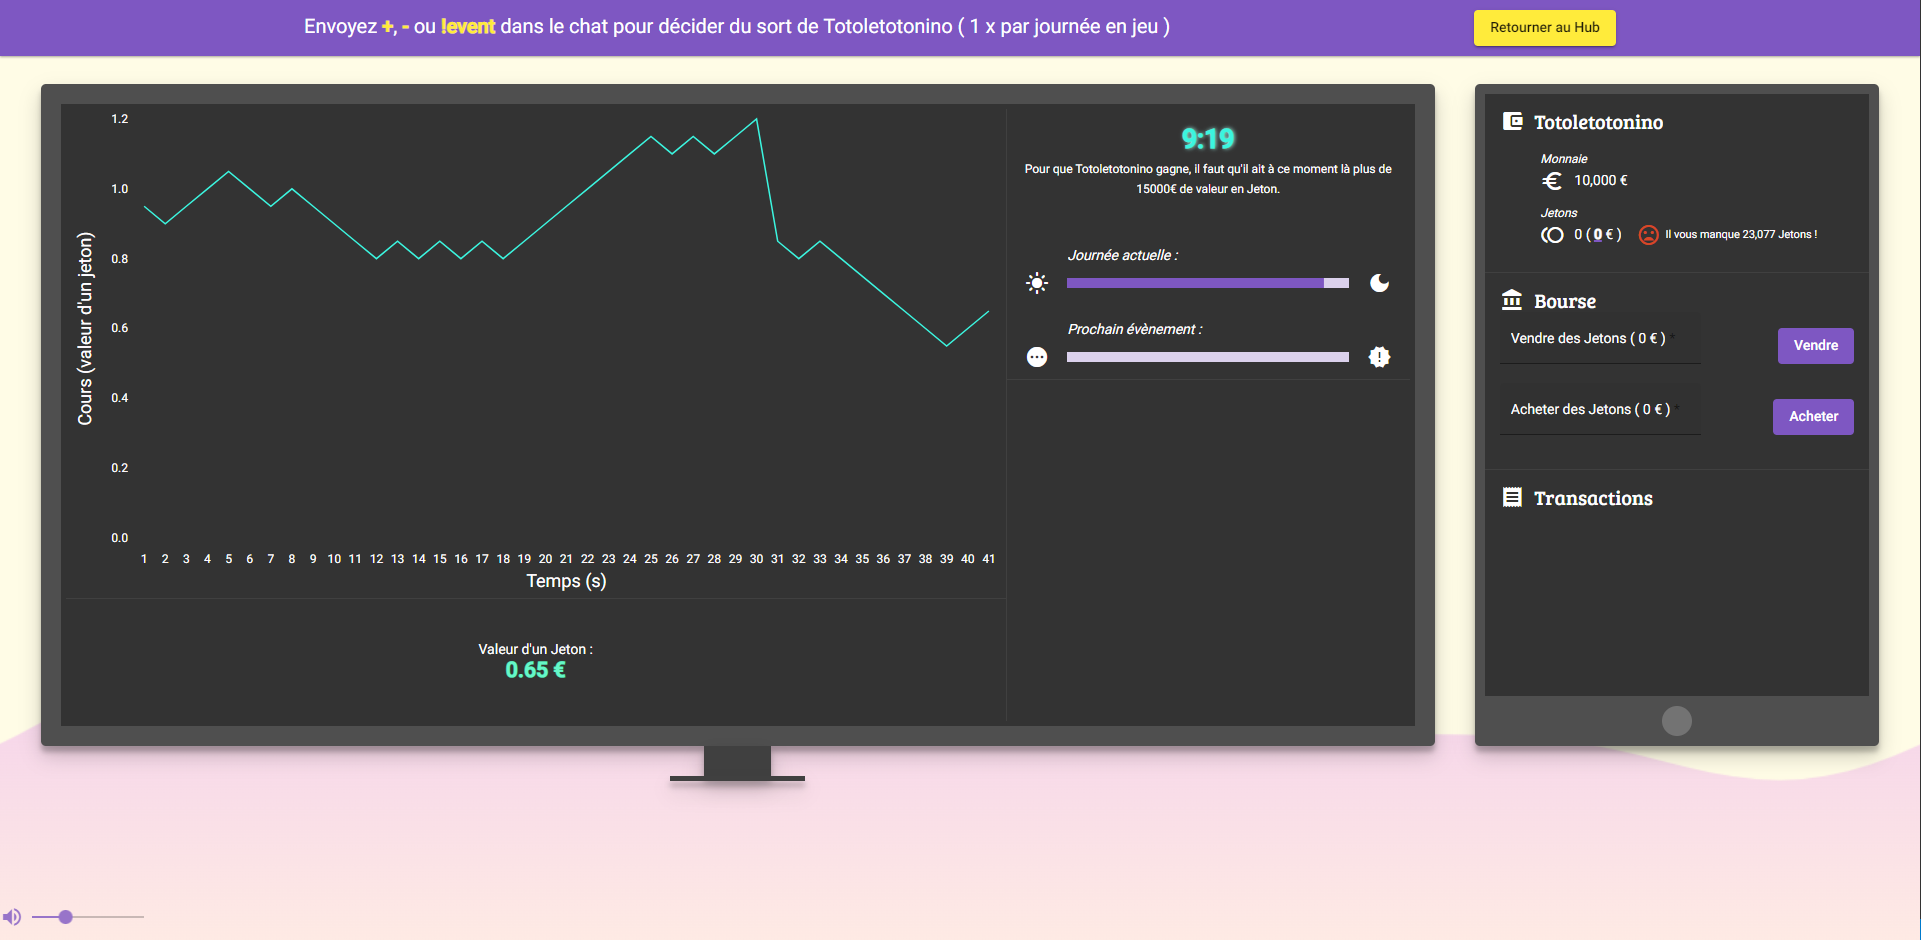 Envoyez +, - ou !event dans le chat pour décider du sort de Totoletotonino ( 1 x par journée en jeu )
Retourner au Hub
1.2
1.0
0.8
0.6
0.4
0.2
0.0
Cours (valeur d'un jeton)
1 2 3 4 5 6 7 8 9 10 11 12 13 14 15 16 17 18 19 20 21 22 23 24 25 26 27 28 29 30 31 32 33 34 35 36 37 38 39 40 41
Temps (s)
Valeur d'un Jeton :
0.65 €
9:19
Pour que Totoletotonino gagne, il faut qu'il ait à ce moment là plus de
15000€ de valeur en Jeton.
Journée actuelle :
Prochain évènement :
Totoletotonino
Monnaie
10,000 €
Jetons
0 ( 0 € ) Il vous manque 23,077 Jetons !
Bourse
Vendre des Jetons ( 0 € ) *
Vendre
Acheter des Jetons ( 0 € ) *
Acheter
Transactions